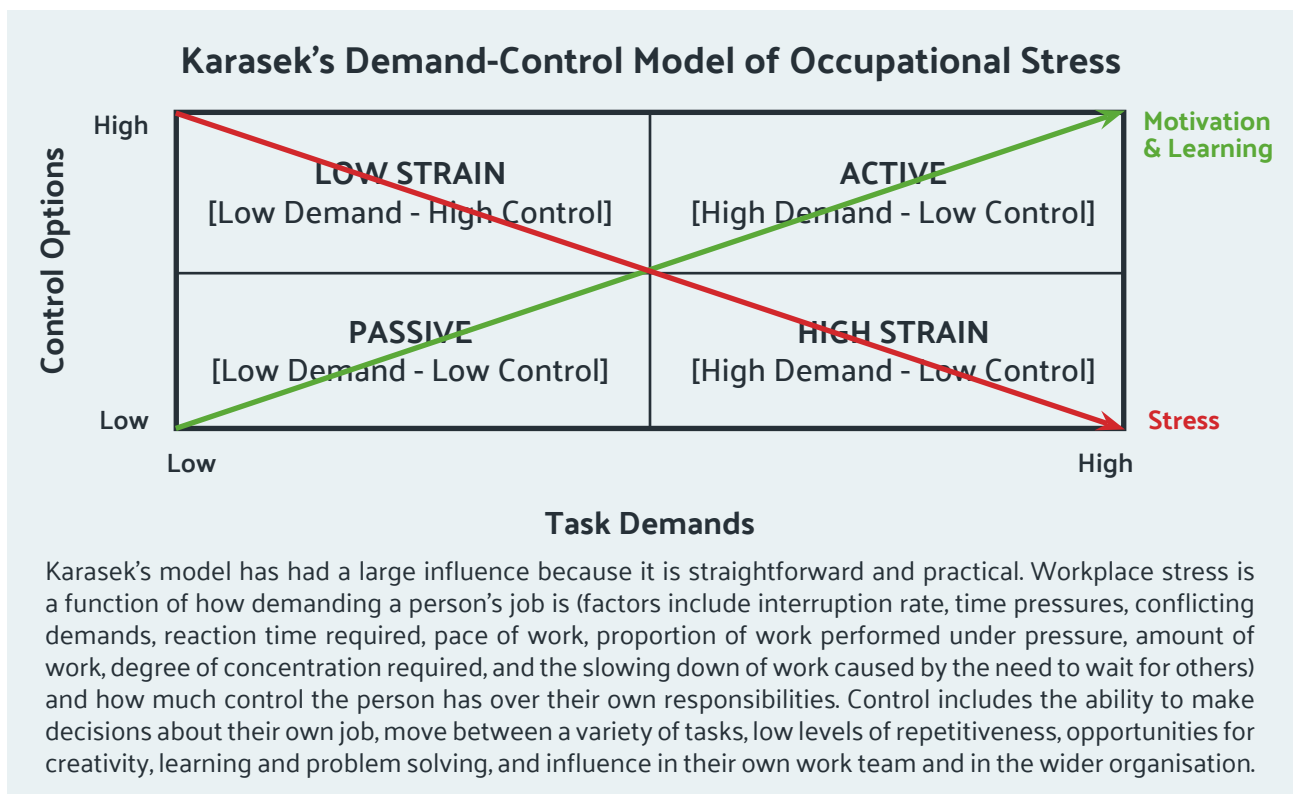 Karasek's Demand-Control Model of Occupational Stress
High
Control Options
Low
LOW STRAIN
[Low Demand - High Control]
ACTIVE
[High Demand - Low Control]
Motivation
& Learning
PASSIVE
[Low Demand - Low Control]
HIGH STRAIN
[High Demand - Low Control]
Stress
Low
High
Task Demands
Karasek's model has had a large influence because it is straightforward and practical. Workplace stress is
a function of how demanding a person's job is (factors include interruption rate, time pressures, conflicting
demands, reaction time required, pace of work, proportion of work performed under pressure, amount of
work, degree of concentration required, and the slowing down of work caused by the need to wait for others)
and how much control the person has over their own responsibilities. Control includes the ability to make
decisions about their own job, move between a variety of tasks, low levels of repetitiveness, opportunities for
creativity, learning and problem solving, and influence in their own work team and in the wider organisation.